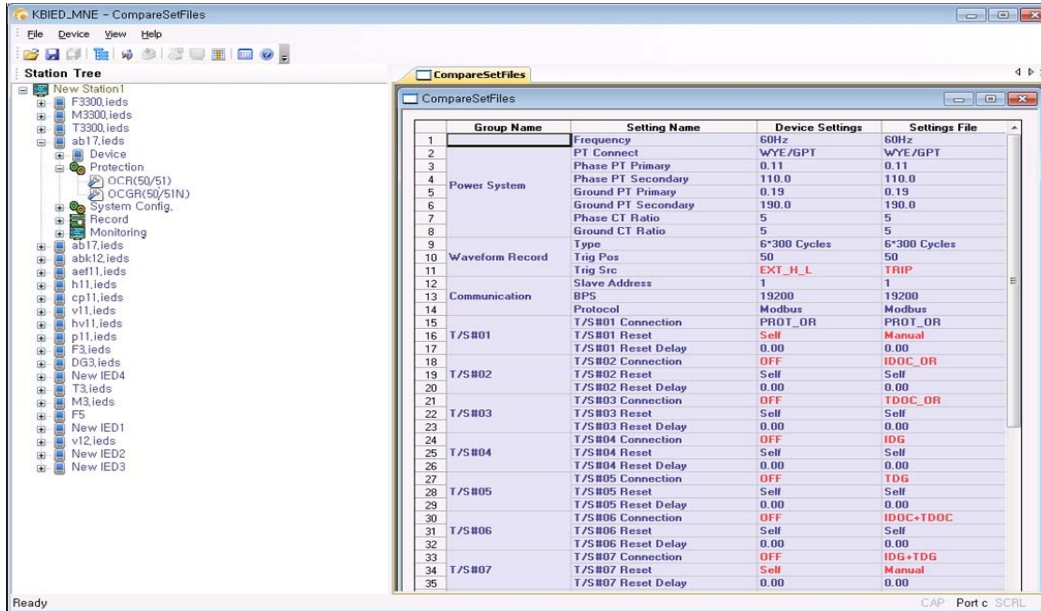 KBIED_MNE - CompareSetFiles
File Device View Help
Station Tree
New Station1
F3300.ieds
M3300.ieds
T3300.ieds
ab17.ieds
Device
Protection
OCR(50/51)
OCGR(50/51N)
System Config.
Record
Monitoring
ab17.ieds
abk12.ieds
aef11.ieds
h11.ieds
cp11.ieds
v11.ieds
hv11.ieds
p11.ieds
F3.ieds
DG3.ieds
New IED4
T3.ieds
M3.ieds
F5
New IED1
v12.ieds
New IED2
New IED3
CompareSetFiles
CompareSetFiles
Group Name Setting Name Device Settings Settings File
1 Frequency 60Hz 60Hz
2 PT Connect WYE/GPT WYE/GPT
3 Phase PT Primary 0.11 0.11
4 Phase PT Secondary 110.0 110.0
Power System
5 Ground PT Primary 0.19 0.19
6 Ground PT Secondary 190.0 190.0
7 Phase CT Ratio 5 5
8 Ground CT Ratio 5 5
9 Type 6*300 Cycles 6*300 Cycles
10 Waveform Record Trig Pos 50 50
11 Trig Src EXT_H_L TRIP
12 Slave Address 1 1
13 Communication BPS 19200 19200
14 Protocol Modbus Modbus
15 T/S#01 Connection PROT_OR PROT_OR
16 T/S#01 T/S#01 Reset Self Manual
17 T/S#01 Reset Delay 0.00 0.00
18 T/S#02 Connection OFF IDOC_OR
19 T/S#02 T/S#02 Reset Self Self
20 T/S#02 Reset Delay 0.00 0.00
21 T/S#03 Connection OFF TDOC_OR
22 T/S#03 T/S#03 Reset Self Self
23 T/S#03 Reset Delay 0.00 0.00
24 T/S#04 Connection OFF IDG
25 T/S#04 T/S#04 Reset Self Self
26 T/S#04 Reset Delay 0.00 0.00
27 T/S#05 Connection OFF TDG
28 T/S#05 T/S#05 Reset Self Self
29 T/S#05 Reset Delay 0.00 0.00
30 T/S#06 Connection OFF IDOC+TDOC
31 T/S#06 T/S#06 Reset Self Self
32 T/S#06 Reset Delay 0.00 0.00
33 T/S#07 Connection OFF IDG+TDG
34 T/S#07 T/S#07 Reset Self Manual
35 T/S#07 Reset Delay 0.00 0.00
Ready CAP Port c SCRL